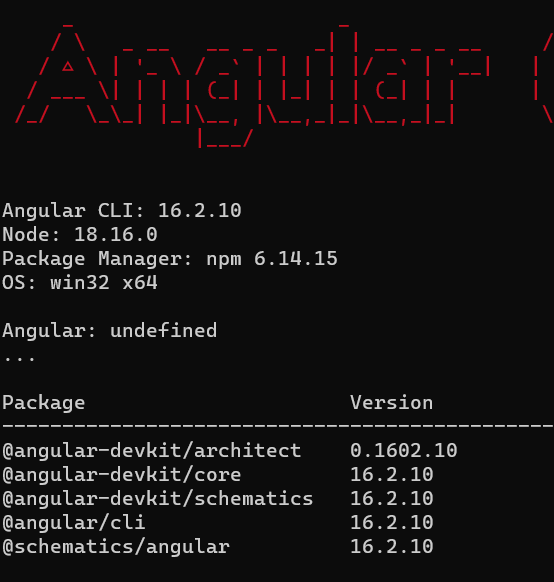 Angular
Angular CLI: 16.2.10
Node: 18.16.0
Package Manager: npm 6.14.15
OS: win32 x64
Angular: undefined
...
Package Version
@angular-devkit/architect 0.1602.10
@angular-devkit/core 16.2.10
@angular-devkit/schematics 16.2.10
@angular/cli 16.2.10
@schematics/angular 16.2.10